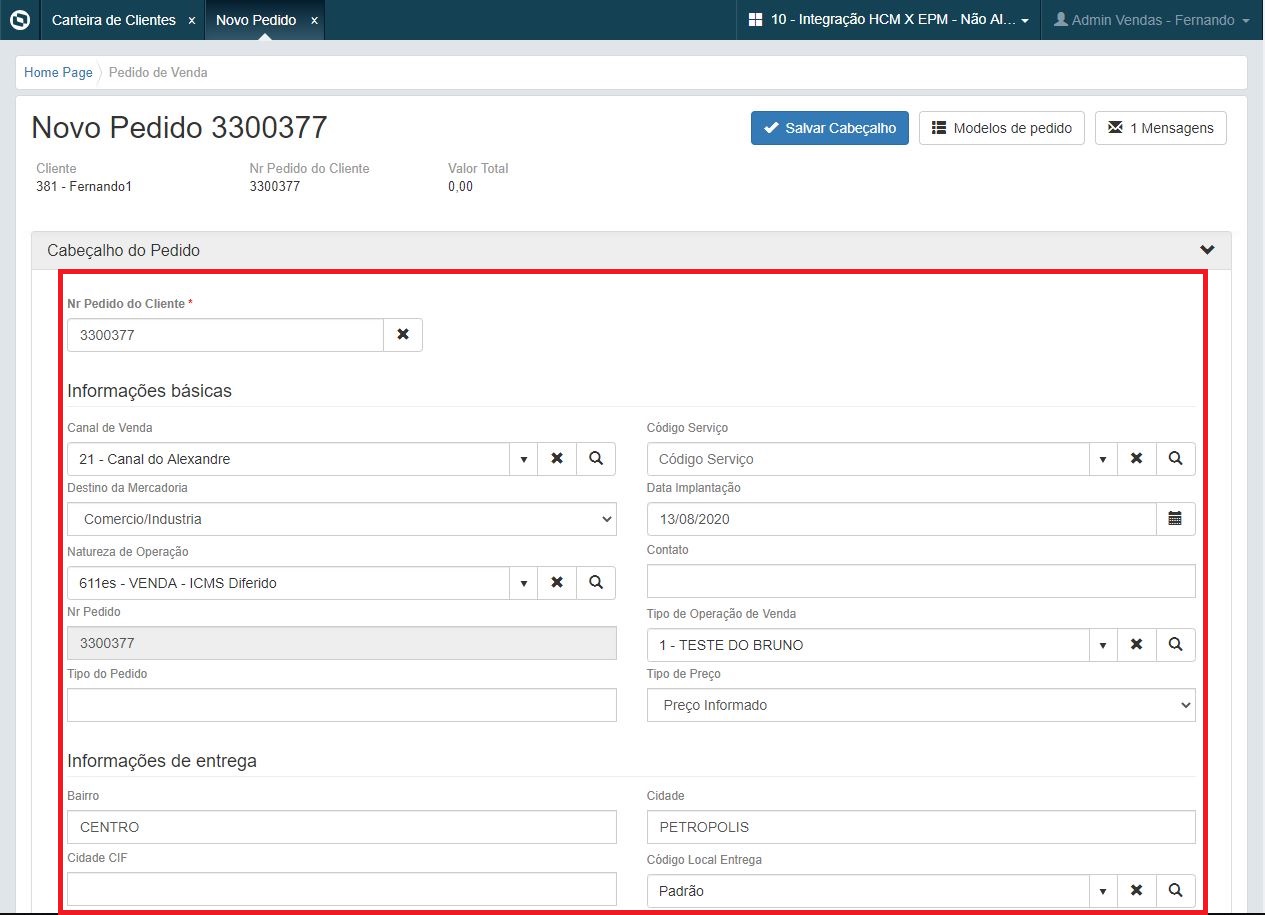 Carteira de Clientes x Novo Pedido x 10 - Integração HCM X EPM - Não Al... Admin Vendas - Fernando
Home Page Pedido de Venda
Novo Pedido 3300377 Salvar Cabeçalho Modelos de pedido 1 Mensagens
Cliente Nr Pedido do Cliente Valor Total
381 - Fernando1 3300377 0,00
Cabeçalho do Pedido
Nr Pedido do Cliente *
3300377
Informações básicas
Canal de Venda Código Serviço
21 - Canal do Alexandre Código Serviço
Destino da Mercadoria Data Implantação
Comercio/Industria 13/08/2020
Natureza de Operação Contato
611es - VENDA - ICMS Diferido
Nr Pedido Tipo de Operação de Venda
3300377 1 - TESTE DO BRUNO
Tipo do Pedido Tipo de Preço
Preço Informado
Informações de entrega
Bairro Cidade
CENTRO PETROPOLIS
Cidade CIF Código Local Entrega
Padrão